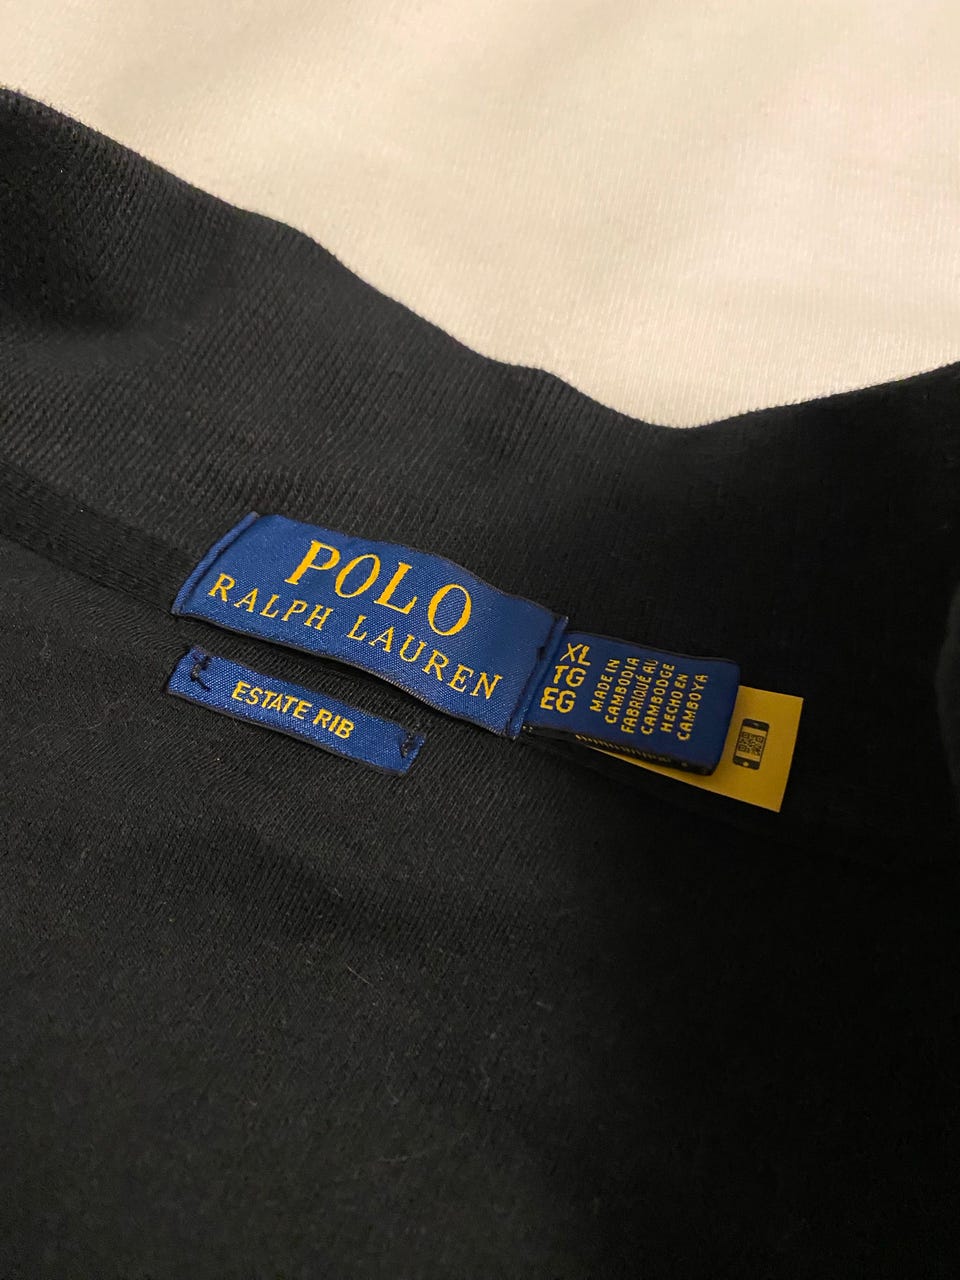 POLO
RALPH LAUREN
ESTATE RIB
XL
TG
EG
MADE IN
CAMBODIA
FABRIQUÉ AU
CAMBODGE
HECHO EN
CAMBOYA